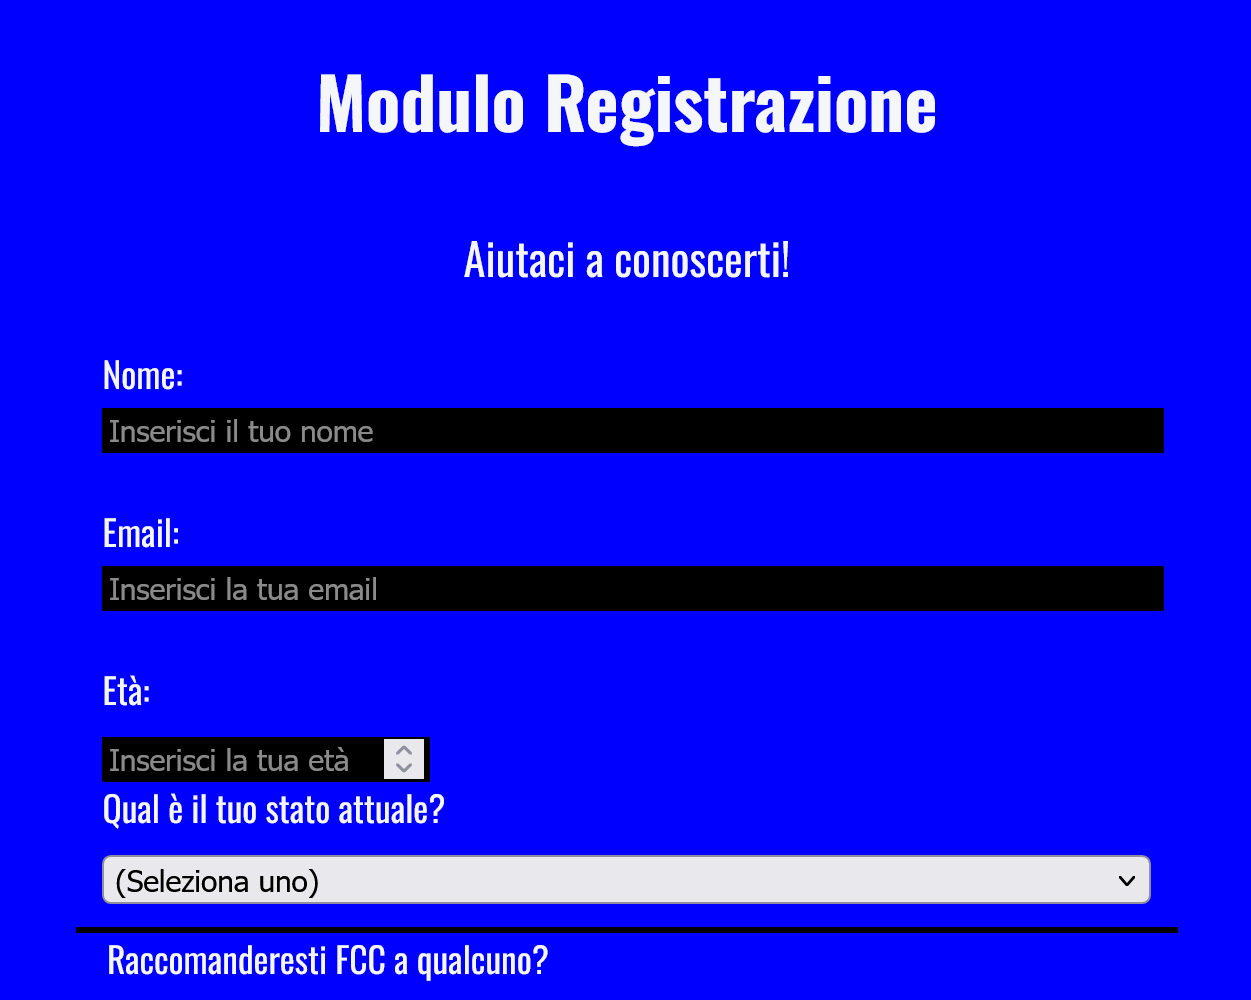 Modulo Registrazione
Aiutaci a conoscerti!
Nome:
Inserisci il tuo nome
Email:
Inserisci la tua email
Età:
Inserisci la tua età
Qual è il tuo stato attuale?
(Seleziona uno)
Raccomanderesti FCC a qualcuno?